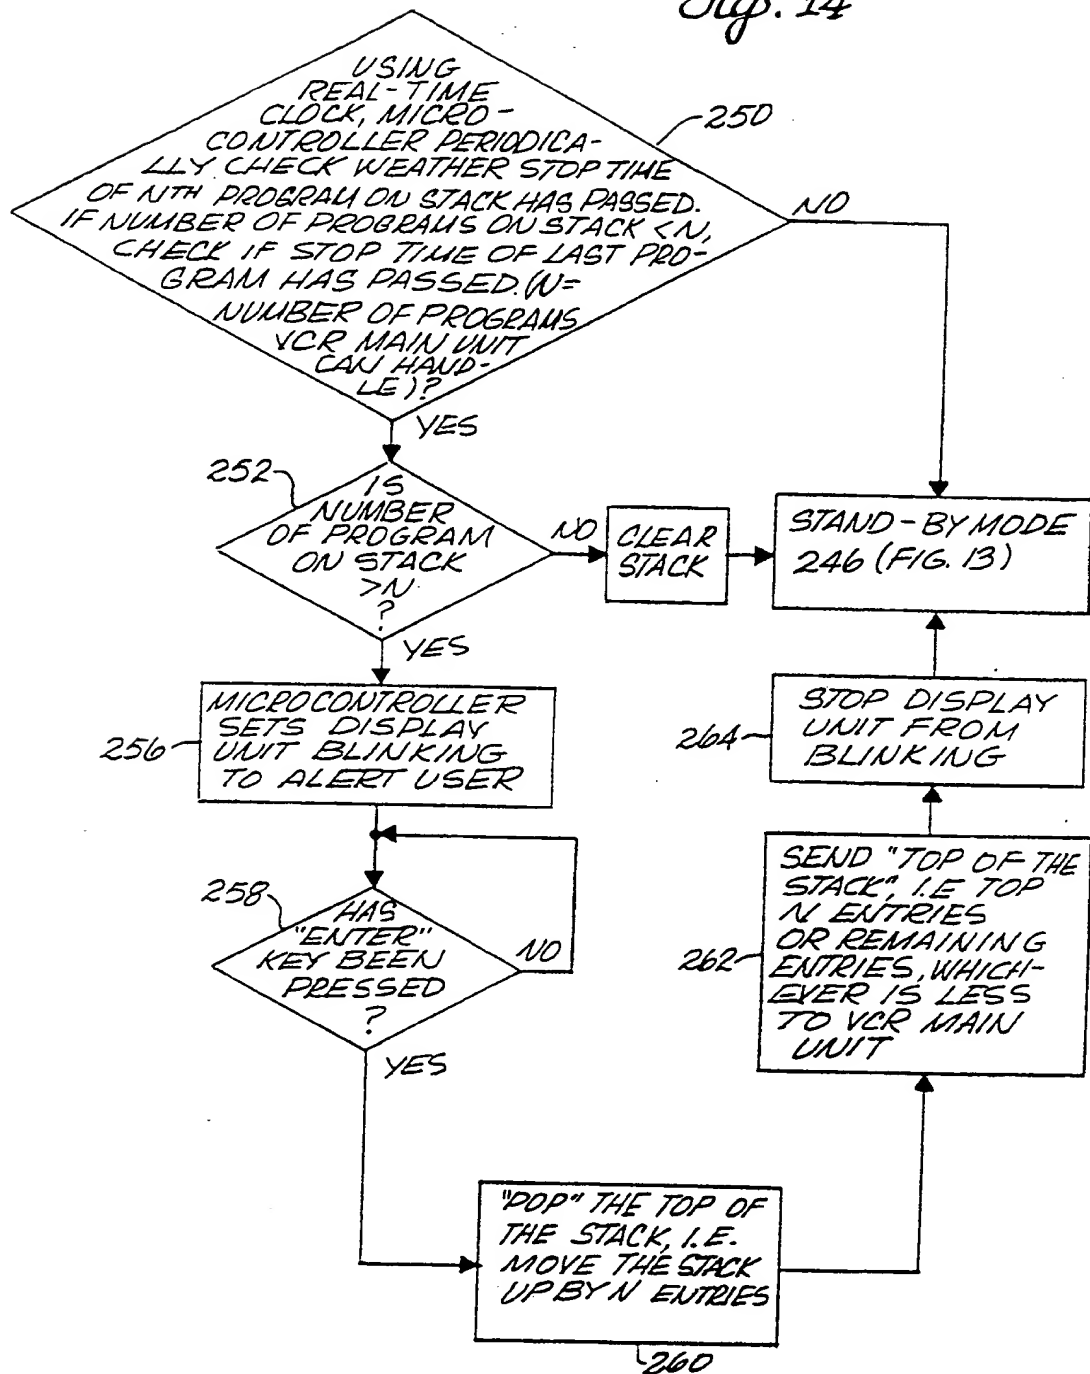 Fig. 14
USING
REAL-TIME
CLOCK, MICRO-
CONTROLLER PERIODICA-
LLY CHECK WEATHER STOP TIME
OF NTH PROGRAM ON STACK HAS PASSED.
IF NUMBER OF PROGRAMS ON STACK <N,
CHECK IF STOP TIME OF LAST PRO-
GRAM HAS PASSED. (N=
NUMBER OF PROGRAMS
VCR MAIN UNIT
CAN HAND-
LE)?
250
NO
YES
252
IS
NUMBER
OF PROGRAM
ON STACK
>N
?
NO
CLEAR
STACK
STAND-BY MODE
246 (FIG. 13)
YES
MICROCONTROLLER
SETS DISPLAY
UNIT BLINKING
TO ALERT USER
256
STOP DISPLAY
UNIT FROM
BLINKING
264
258
HAS
"ENTER"
KEY BEEN
PRESSED
?
NO
YES
SEND "TOP OF THE
STACK", I.E TOP
N ENTRIES
OR REMAINING
ENTRIES, WHICH-
EVER IS LESS
TO VCR MAIN
UNIT
262
"POP" THE TOP OF
THE STACK, I.E.
MOVE THE STACK
UP BY N ENTRIES
260